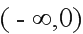 ( - ∞,0)